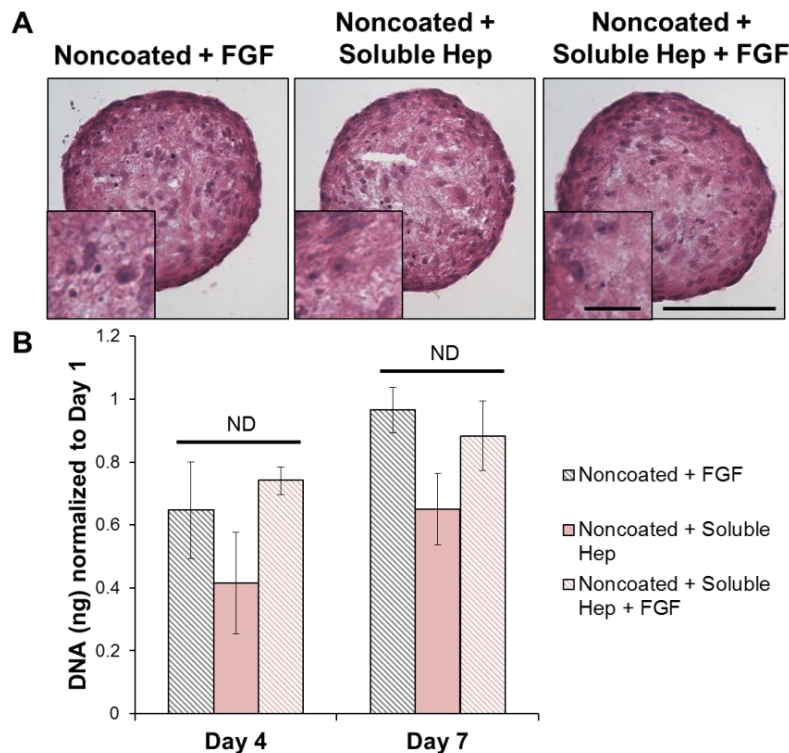 A
Noncoated + FGF
Noncoated +
Soluble Hep
Noncoated +
Soluble Hep + FGF
B
DNA (ng) normalized to Day 1
1.2
1
0.8
0.6
0.4
0.2
0
ND
ND
Day 4
Day 7
Noncoated + FGF
Noncoated + Soluble
Hep
Noncoated + Soluble
Hep + FGF